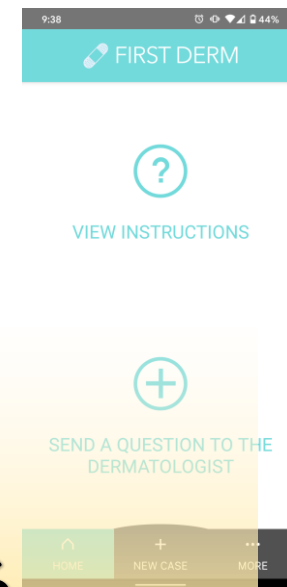 9:38
44%
FIRST DERM
?
VIEW INSTRUCTIONS
SEND A QUESTION TO THE
DERMATOLOGIST
HOME
NEW CASE
MORE